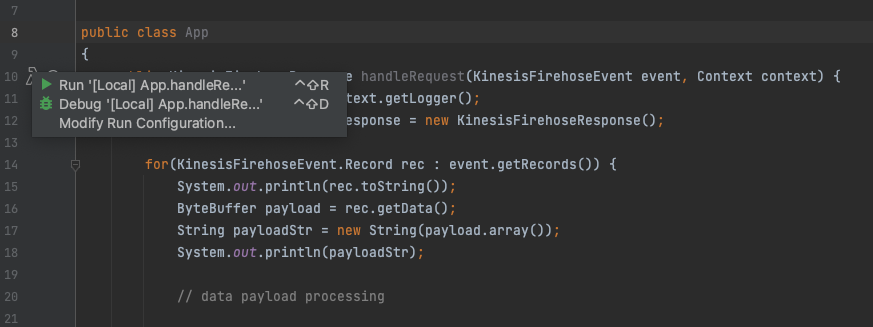 7
8 public class App
9 {
10 handleRequest(KinesisFirehoseEvent event, Context context) {
Run '[Local] App.handleRe...' ^⇧R
11 text.getLogger();
Debug '[Local] App.handleRe...' ^⇧D
12 esponse = new KinesisFirehoseResponse();
Modify Run Configuration...
13
14 for(KinesisFirehoseEvent.Record rec : event.getRecords()) {
15 System.out.println(rec.toString());
16 ByteBuffer payload = rec.getData();
17 String payloadStr = new String(payload.array());
18 System.out.println(payloadStr);
19
20 // data payload processing
21